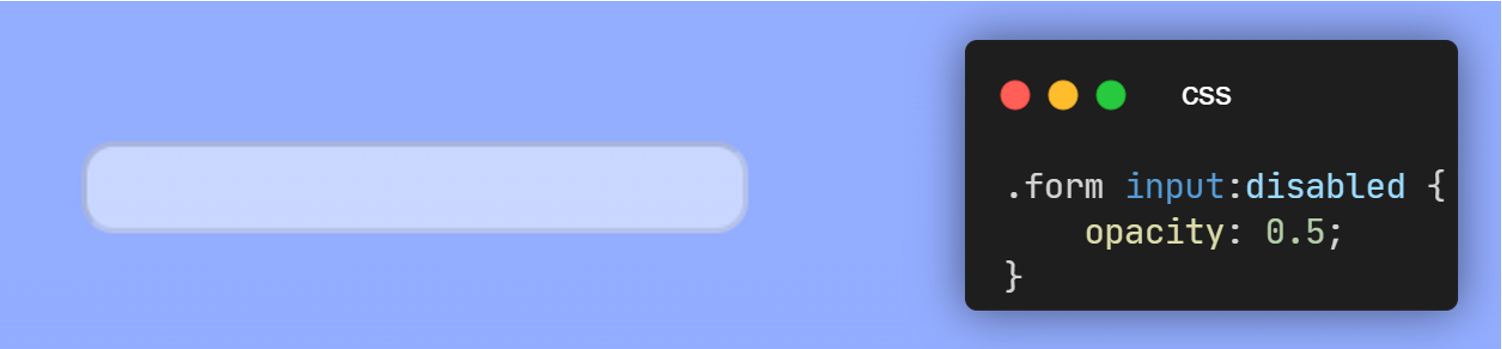 CSS
.form input:disabled {
    opacity: 0.5;
}